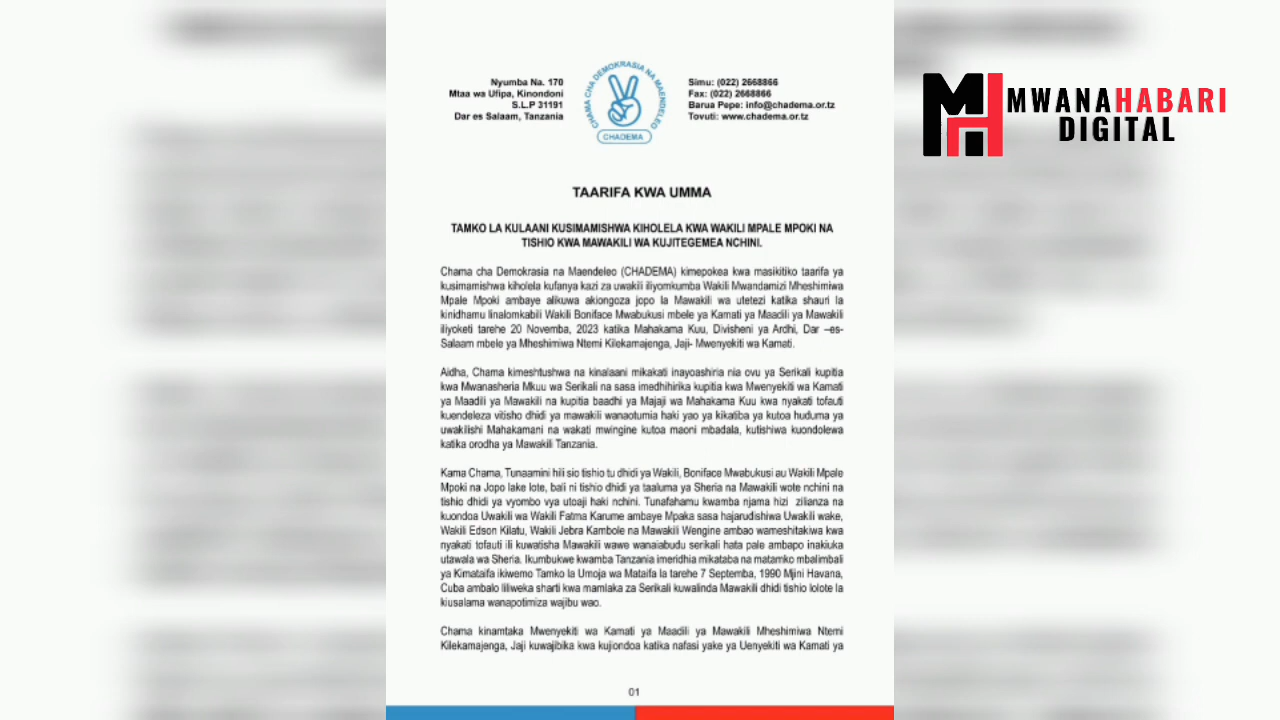 Nyumba Na. 170
Mtaa wa Ufipa, Kinondoni
S.L.P 31191
Dar es Salaam, Tanzania
CHAMA CHA DEMOKRASIA NA MAENDELEO
CHADEMA
Simu: (022) 2668866
Fax: (022) 2668866
Barua Pepe: info@chadema.or.tz
Tovuti: www.chadema.or.tz
MH
MWANAHABARI
DIGITAL
TAARIFA KWA UMMA
TAMKO LA KULAANI KUSIMAMISHWA KIHOLELA KWA WAKILI MPALE MPOKI NA
TISHIO KWA MAWAKILI WA KUJITEGEMEA NCHINI.
Chama cha Demokrasia na Maendeleo (CHADEMA) kimepokea kwa masikitiko taarifa ya
kusimamishwa kiholela kufanya kazi za uwakili iliyomkumba Wakili Mwandamizi Mheshimiwa
Mpale Mpoki ambaye alikuwa akiongoza jopo la Mawakili wa utetezi katika shauri la
kinidhamu linalomkabili Wakili Boniface Mwabukusi mbele ya Kamati ya Maadili ya Mawakili
iliyoketi tarehe 20 Novemba, 2023 katika Mahakama Kuu, Divisheni ya Ardhi, Dar –es-
Salaam mbele ya Mheshimiwa Ntemi Kilekamajenga, Jaji- Mwenyekiti wa Kamati.
Aidha, Chama kimeshtushwa na kinalaani mikakati inayoashiria nia ovu ya Serikali kupitia
kwa Mwanasheria Mkuu wa Serikali na sasa imedhihirika kupitia kwa Mwenyekiti wa Kamati
ya Maadili ya Mawakili na kupitia baadhi ya Majaji wa Mahakama Kuu kwa nyakati tofauti
kuendeleza vitisho dhidi ya mawakili wanaotumia haki yao ya kikatiba ya kutoa huduma ya
uwakilishi Mahakamani na wakati mwingine kutoa maoni mbadala, kutishiwa kuondolewa
katika orodha ya Mawakili Tanzania.
Kama Chama, Tunaamini hili sio tishio tu dhidi ya Wakili, Boniface Mwabukusi au Wakili Mpale
Mpoki na Jopo lake lote, bali ni tishio dhidi ya taaluma ya Sheria na Mawakili wote nchini na
tishio dhidi ya vyombo vya utoaji haki nchini. Tunafahamu kwamba njama hizi zilianza na
kuondoa Uwakili wa Wakili Fatma Karume ambaye Mpaka sasa hajarudishiwa Uwakili wake,
Wakili Edson Kilatu, Wakili Jebra Kambole na Mawakili Wengine ambao wameshitakiwa kwa
nyakati tofauti ili kuwatisha Mawakili wawe wanaiabudu serikali hata pale ambapo inakiuka
utawala wa Sheria. Ikumbukwe kwamba Tanzania imeridhia mikataba na matamko mbalimbali
ya Kimataifa ikiwemo Tamko la Umoja wa Mataifa la tarehe 7 Septemba, 1990 Mjini Havana,
Cuba ambalo liliweka sharti kwa mamlaka za Serikali kuwalinda Mawakili dhidi tishio lolote la
kiusalama wanapotimiza wajibu wao.
Chama kinamtaka Mwenyekiti wa Kamati ya Maadili ya Mawakili Mheshimiwa Ntemi
Kilekamajenga, Jaji kuwajibika kwa kujiondoa katika nafasi yake ya Uenyekiti wa Kamati ya
01